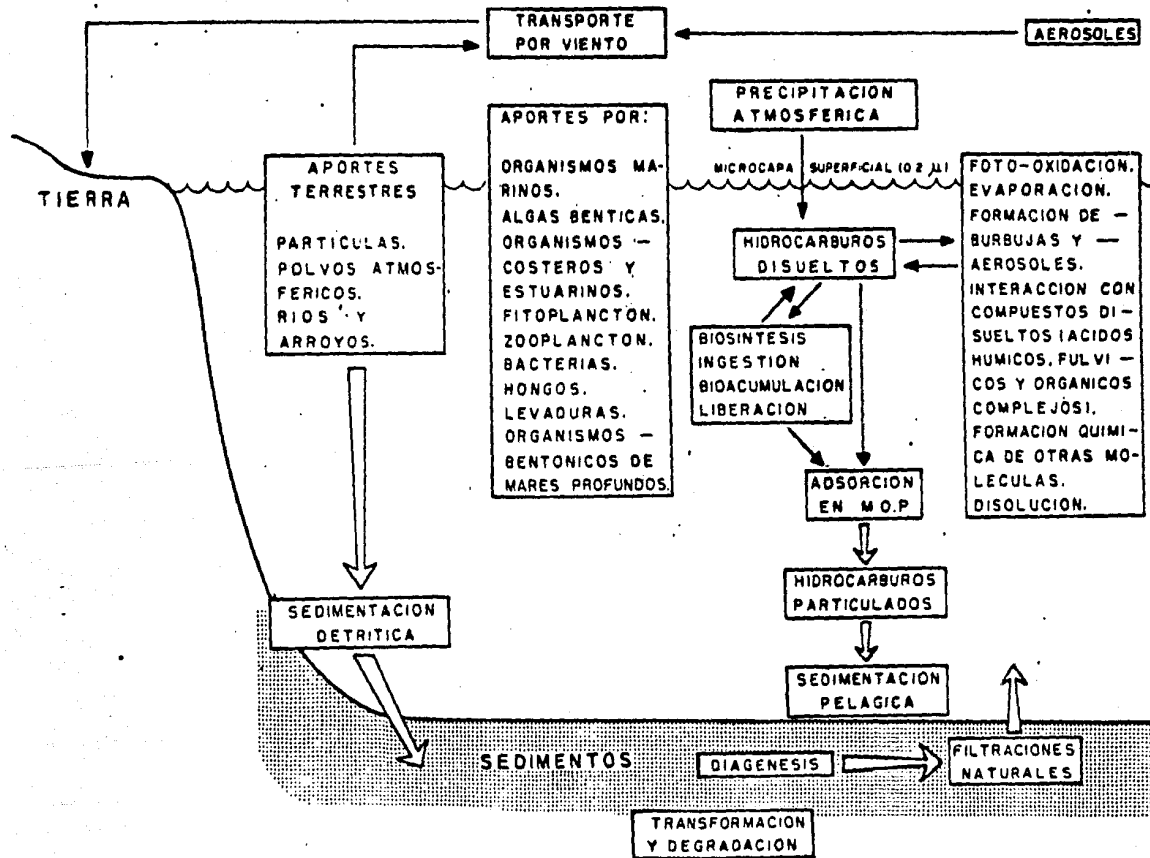 TRANSPORTE
POR VIENTO
AEROSOLES
PRECIPITACION
ATMOSFERICA
TIERRA
APORTES
TERRESTRES
PARTICULAS.
POLVOS ATMOS-
FERICOS.
RIOS Y
ARROYOS.
APORTES POR:
ORGANISMOS MA-
RINOS.
ALGAS BENTICAS.
ORGANISMOS —
COSTEROS Y
ESTUARINOS.
FITOPLANCTON.
ZOOPLANCTON.
BACTERIAS.
HONGOS.
LEVADURAS.
ORGANISMOS —
BENTONICOS DE
MARES PROFUNDOS.
MICROCAPA SUPERFICIAL (0.2 µ)
HIDROCARBUROS
DISUELTOS
BIOSINTESIS
INGESTION
BIOACUMULACION
LIBERACION
FOTO-OXIDACION.
EVAPORACION.
FORMACION DE —
BURBUJAS Y —
AEROSOLES.
INTERACCION CON
COMPUESTOS DI-
SUELTOS (ACIDOS
HUMICOS, FULVI —
COS Y ORGANICOS
COMPLEJOS).
FORMACION QUIMI-
CA DE OTRAS MO-
LECULAS.
DISOLUCION.
ADSORCION
EN M.O.P
HIDROCARBUROS
PARTICULADOS
SEDIMENTACION
DETRITICA
SEDIMENTACION
PELAGICA
SEDIMENTOS
DIAGENESIS
FILTRACIONES
NATURALES
TRANSFORMACION
Y DEGRADACION